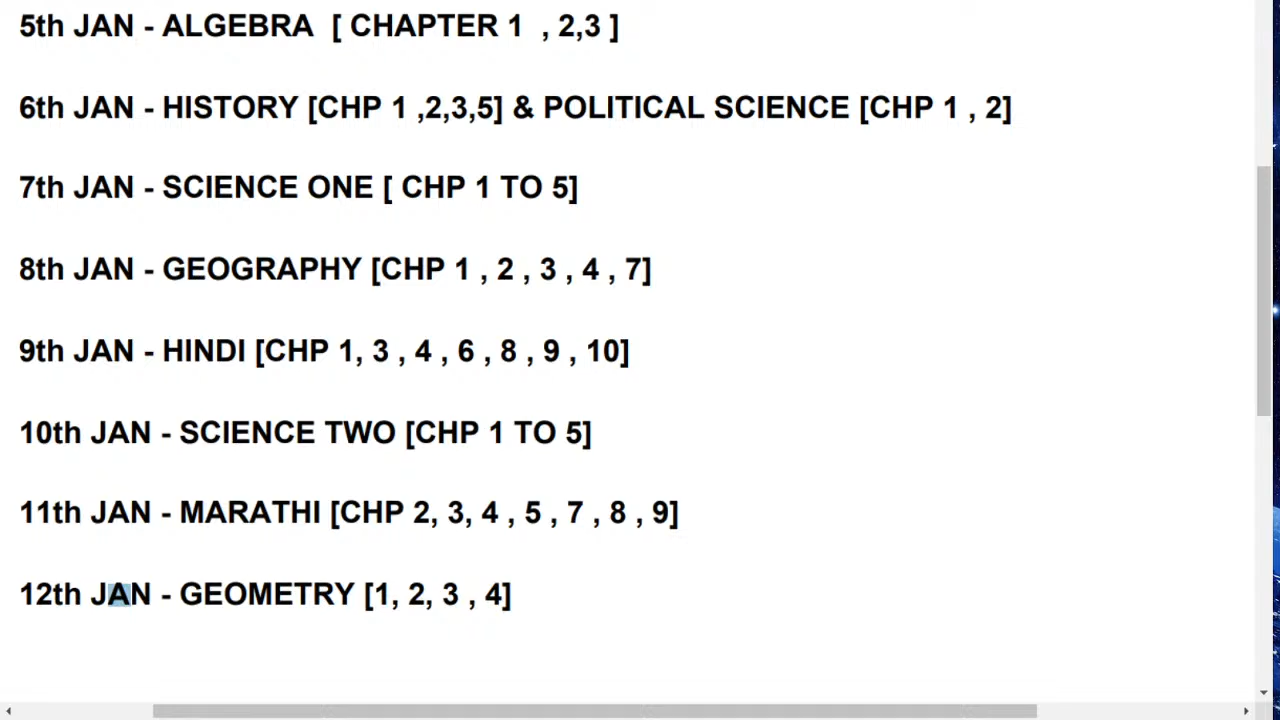 5th JAN - ALGEBRA  [ CHAPTER 1  , 2,3 ]
6th JAN - HISTORY [CHP 1 ,2,3,5] & POLITICAL SCIENCE [CHP 1 , 2]
7th JAN - SCIENCE ONE [ CHP 1 TO 5]
8th JAN - GEOGRAPHY [CHP 1 , 2 , 3 , 4 , 7]
9th JAN - HINDI [CHP 1, 3 , 4 , 6 , 8 , 9 , 10]
10th JAN - SCIENCE TWO [CHP 1 TO 5]
11th JAN - MARATHI [CHP 2, 3, 4 , 5 , 7 , 8 , 9]
12th JAN - GEOMETRY [1, 2, 3 , 4]